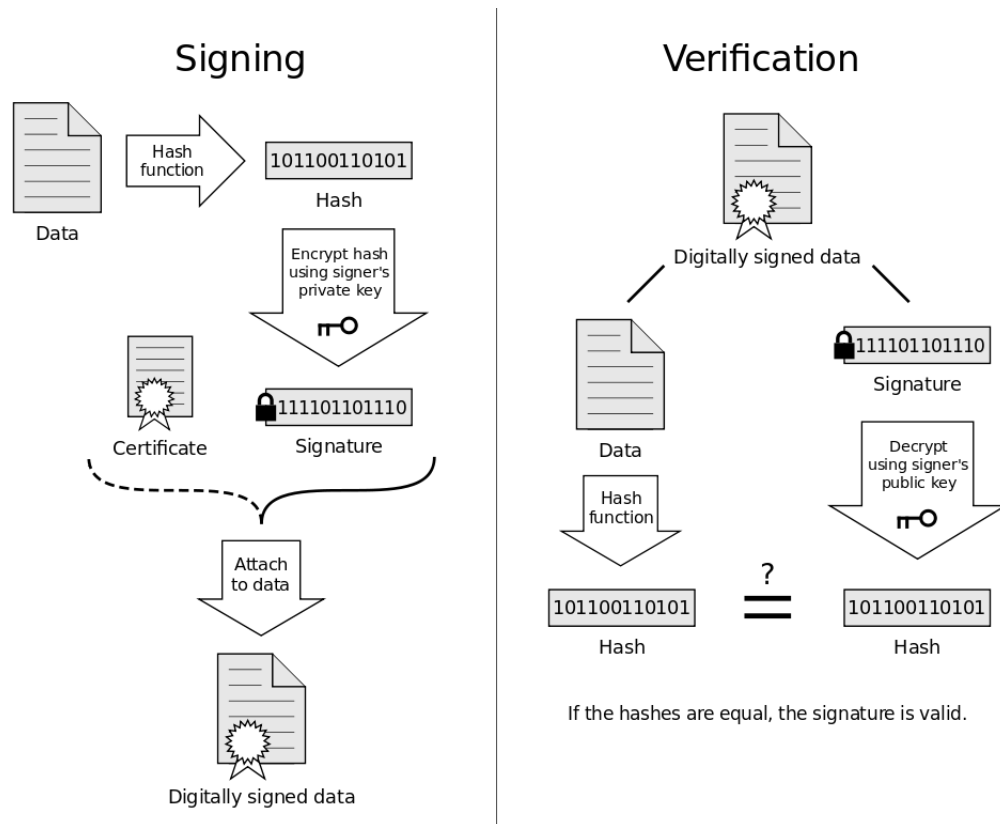 Signing
Data
Hash
function
101100110101
Hash
Encrypt hash
using signer's
private key
Certificate
111101101110
Signature
Attach
to data
Digitally signed data
Verification
Digitally signed data
Data
Hash
function
101100110101
Hash
111101101110
Signature
Decrypt
using signer's
public key
?
101100110101
Hash
If the hashes are equal, the signature is valid.